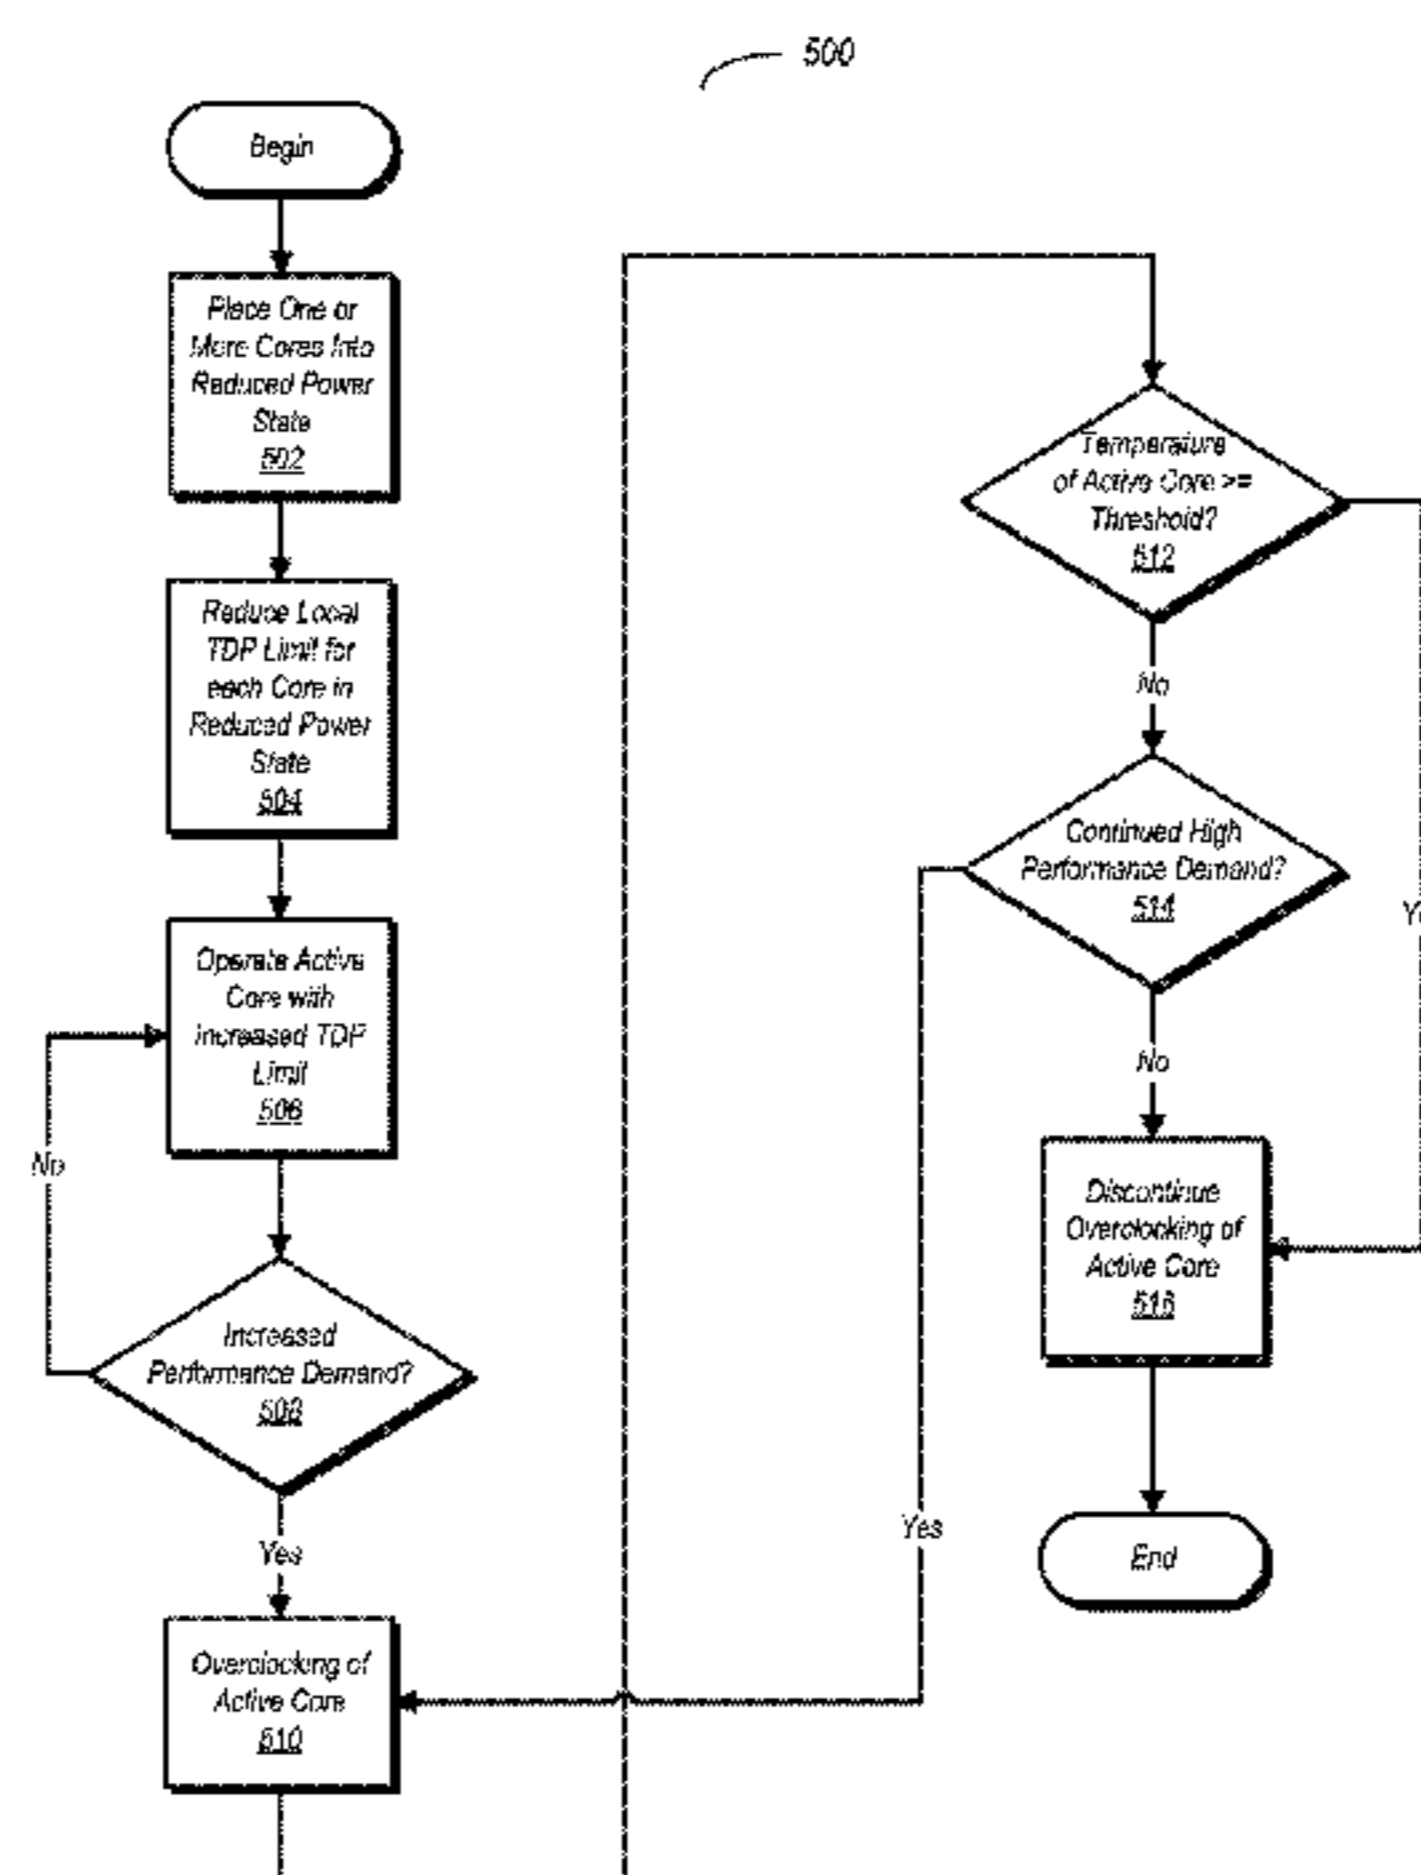 500
Begin
Place One or
More Cores Into
Reduced Power
State
502
Reduce Local
TDP Limit for
each Core in
Reduced Power
State
504
Operate Active
Core with
Increased TDP
Limit
506
No
Increased
Performance Demand?
508
Yes
Overclocking of
Active Core
510
Temperature
of Active Core >=
Threshold?
512
No
Continued High
Performance Demand?
514
No
Yes
Discontinue
Overclocking of
Active Core
516
End